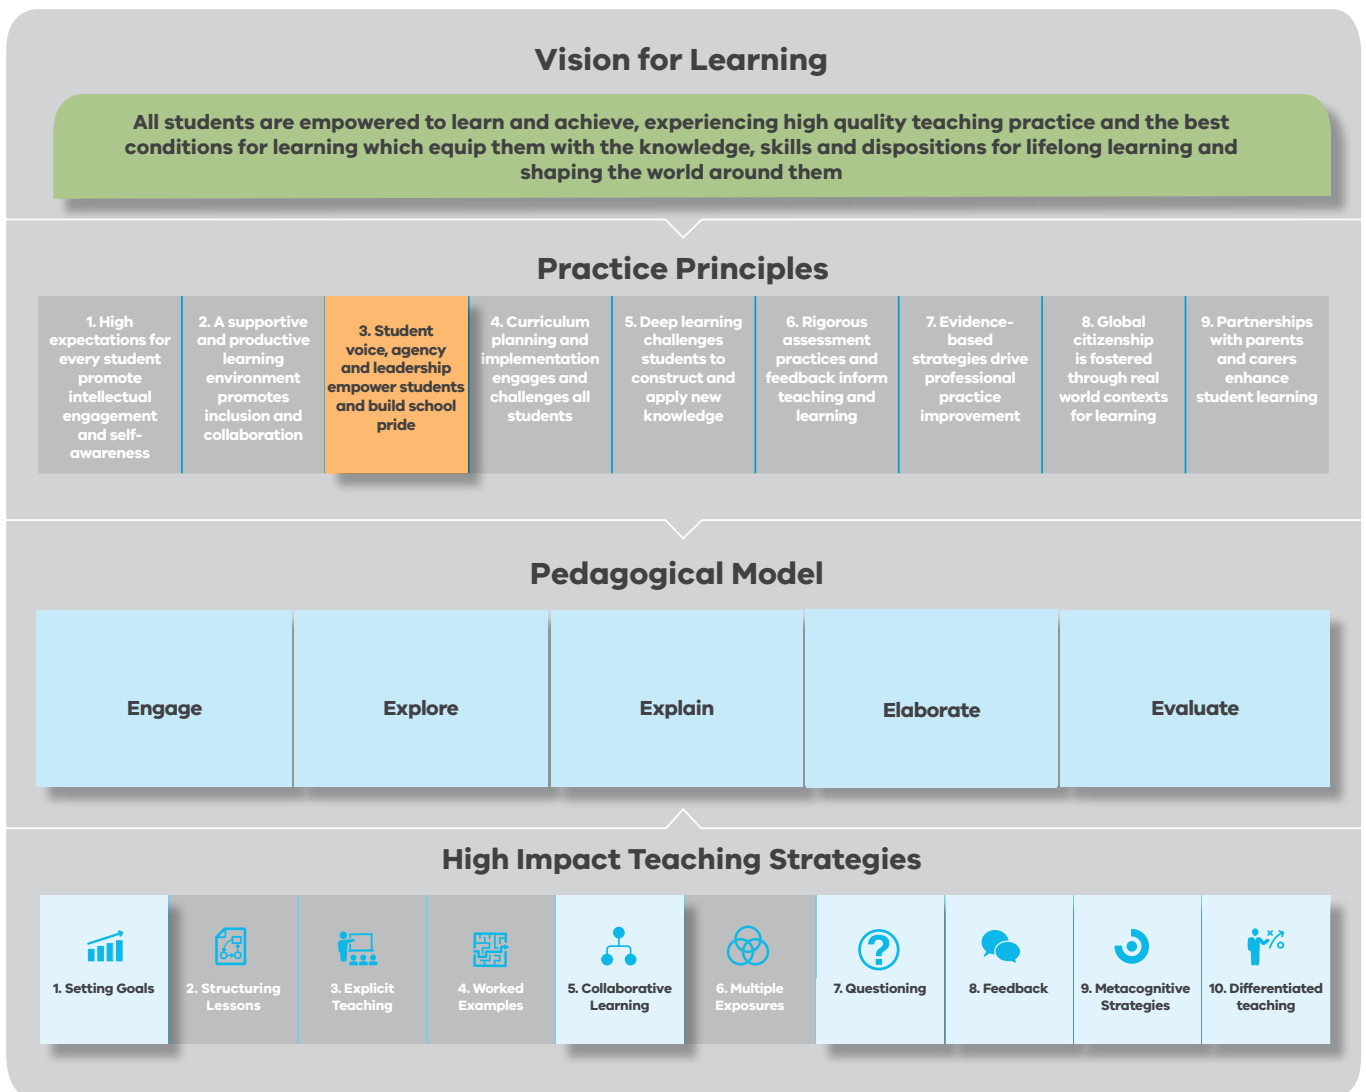 Vision for Learning
All students are empowered to learn and achieve, experiencing high quality teaching practice and the best
conditions for learning which equip them with the knowledge, skills and dispositions for lifelong learning and
shaping the world around them
Practice Principles
1. High
expectations for
every student
promote
intellectual
engagement
and self-
awareness
2. A supportive
and productive
learning
environment
promotes
inclusion and
collaboration
3. Student
voice, agency
and leadership
empower students
and build school
pride
4. Curriculum
planning and
implementation
engages and
challenges all
students
5. Deep learning
challenges
students to
construct and
apply new
knowledge
6. Rigorous
assessment
practices and
feedback inform
teaching and
learning
7. Evidence-
based
strategies drive
professional
practice
improvement
8. Global
citizenship
is fostered
through real
world contexts
for learning
9. Partnerships
with parents
and carers
enhance
student learning
Pedagogical Model
Engage
Explore
Explain
Elaborate
Evaluate
High Impact Teaching Strategies
1. Setting Goals
2. Structuring
Lessons
3. Explicit
Teaching
4. Worked
Examples
5. Collaborative
Learning
6. Multiple
Exposures
7. Questioning
8. Feedback
9. Metacognitive
Strategies
10. Differentiated
teaching